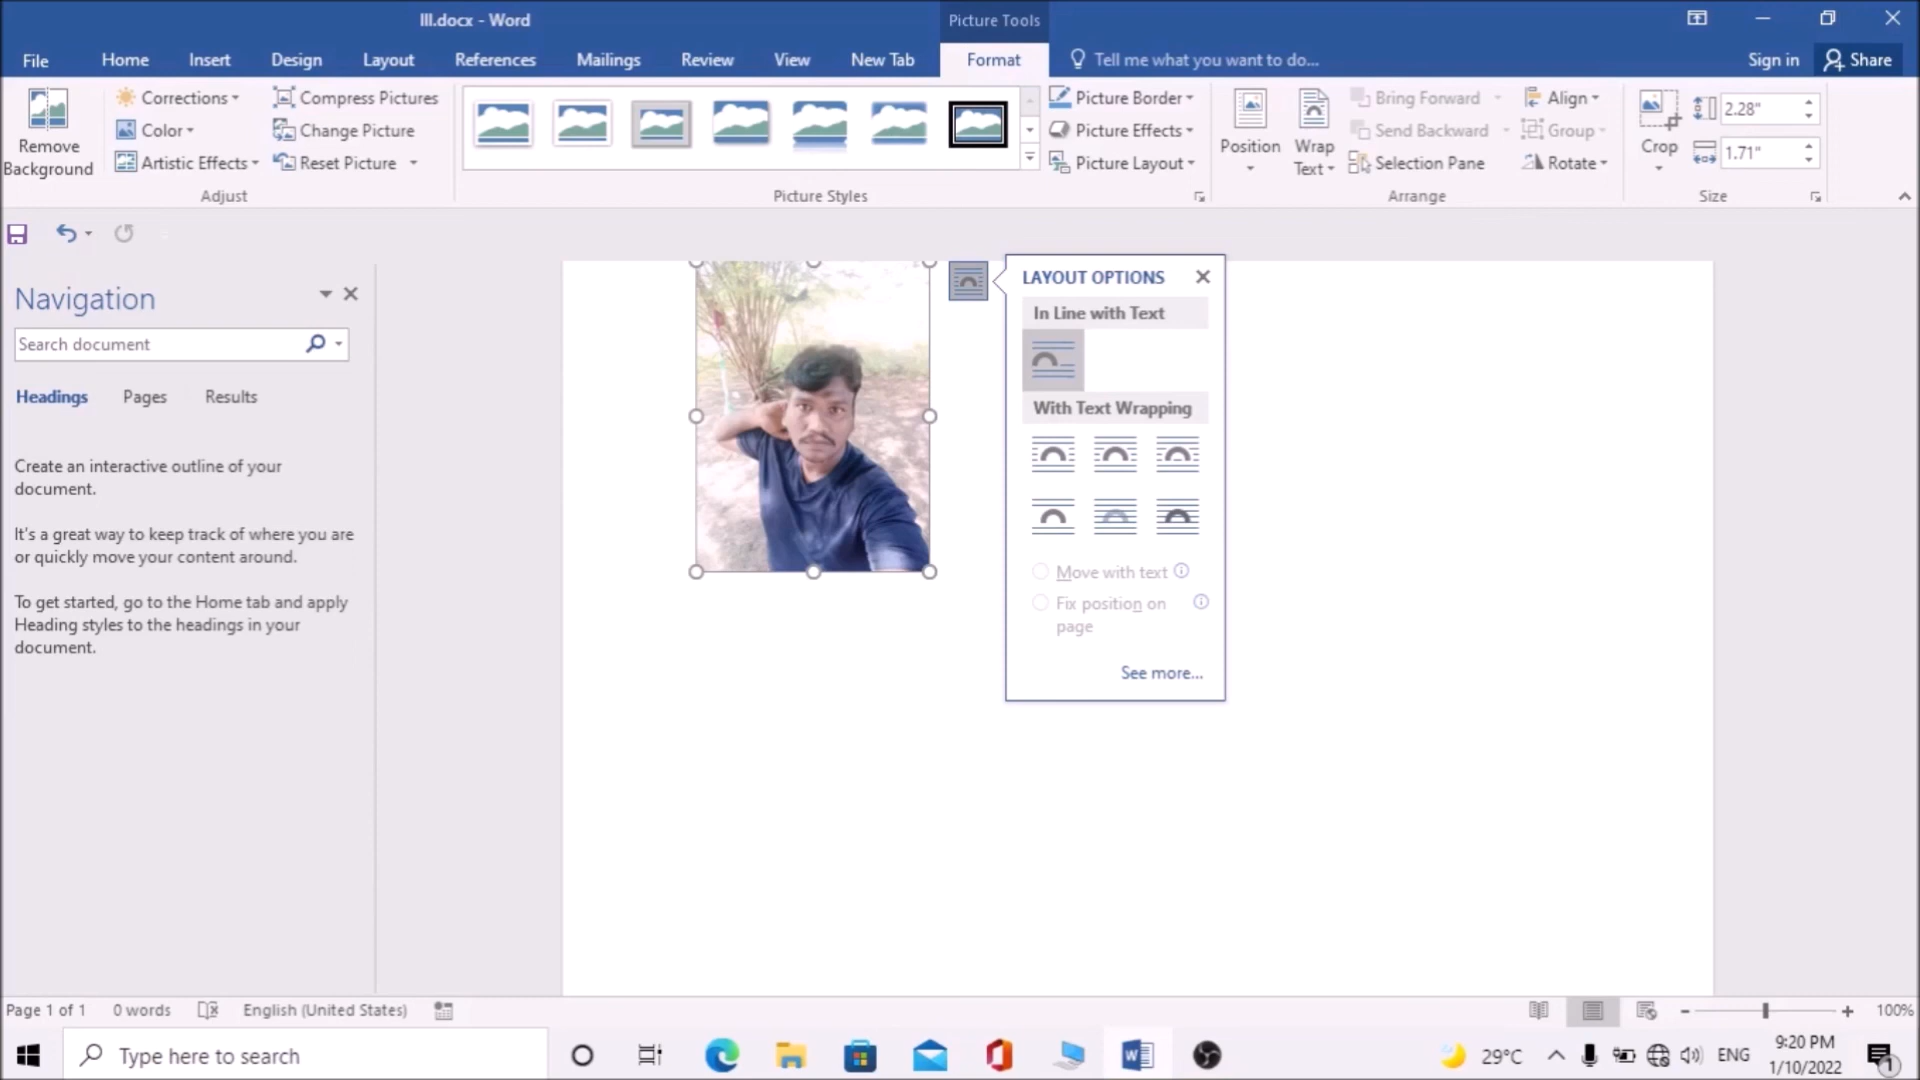 III.docx - Word
Picture Tools
File
Home
Insert
Design
Layout
References
Mailings
Review
View
New Tab
Format
Tell me what you want to do...
Sign in
Share
Remove
Background
Corrections
Color
Artistic Effects
Compress Pictures
Change Picture
Reset Picture
Adjust
Picture Styles
Picture Border
Picture Effects
Picture Layout
Position
Wrap
Text
Bring Forward
Send Backward
Selection Pane
Align
Group
Rotate
Arrange
Crop
2.28"
1.71"
Size
Navigation
Search document
Headings
Pages
Results
Create an interactive outline of your
document.
It's a great way to keep track of where you are
or quickly move your content around.
To get started, go to the Home tab and apply
Heading styles to the headings in your
document.
LAYOUT OPTIONS
In Line with Text
With Text Wrapping
Move with text
Fix position on
page
See more...
Page 1 of 1
0 words
English (United States)
100%
Type here to search
29°C
ENG
9:20 PM
1/10/2022
1